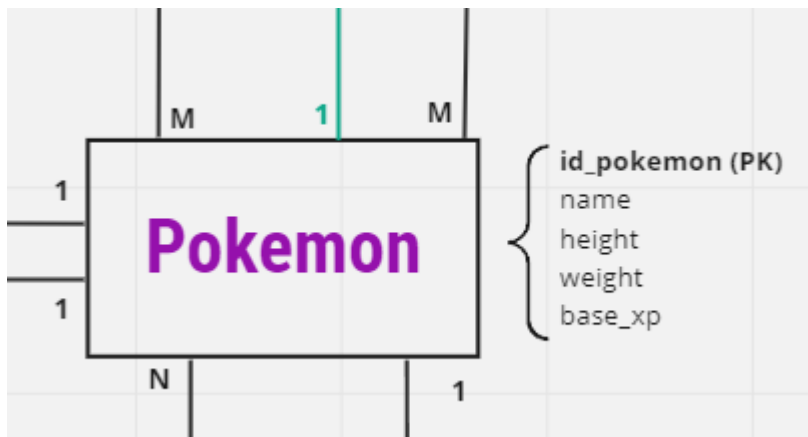 M
1
M
1
Pokemon
1
N
1
id_pokemon (PK)
name
height
weight
base_xp